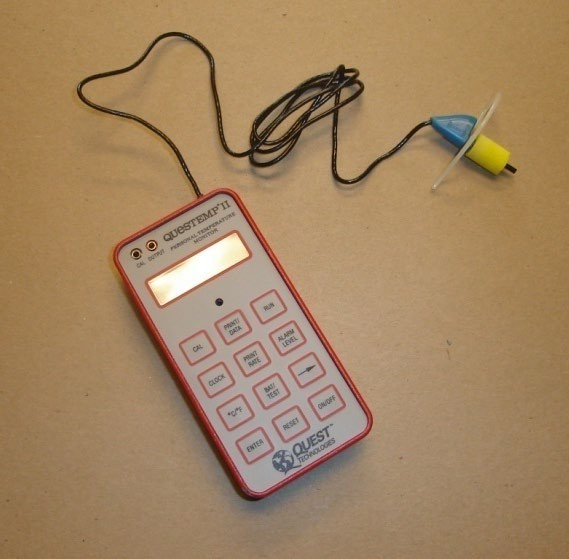 QUESTEMP° II
PERSONAL TEMPERATURE
MONITOR
CAL OUTPUT
CAL
PRINT/
DATA
RUN
CLOCK
PRINT
RATE
ALARM
LEVEL
°C/°F
BAT/
TEST
ENTER
RESET
ON/OFF
QUEST™
TECHNOLOGIES